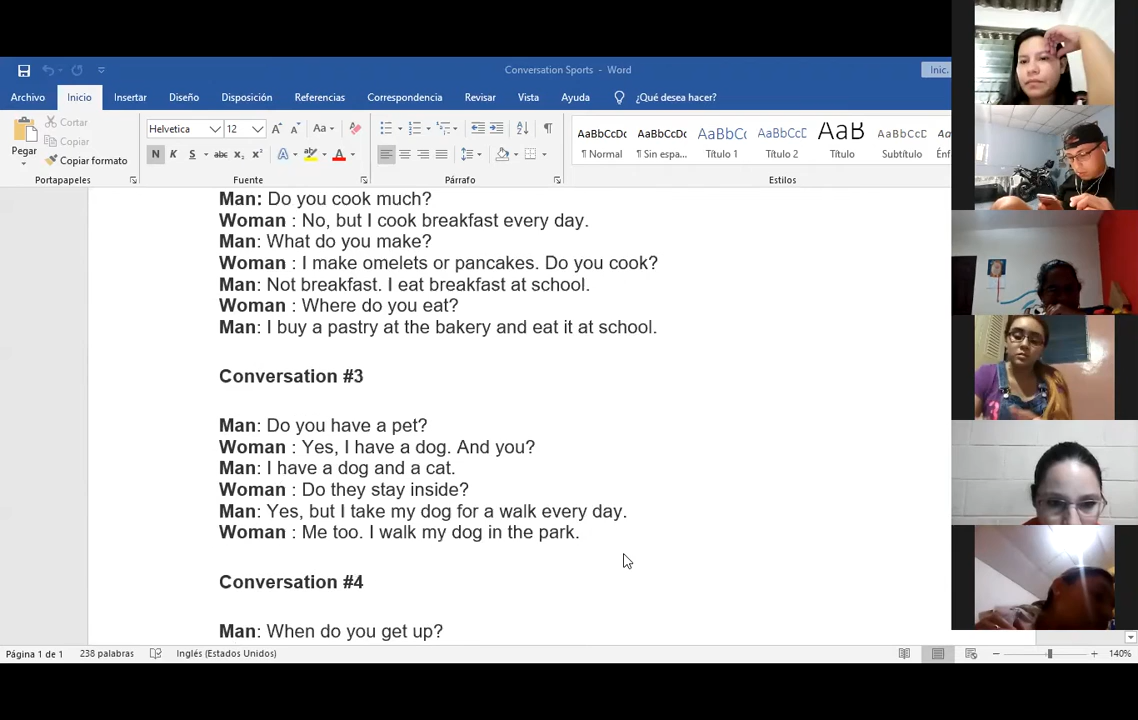 Conversation Sports - Word
Inic.
Archivo Inicio Insertar Diseño Disposición Referencias Correspondencia Revisar Vista Ayuda ¿Qué desea hacer?
Pegar
Cortar
Copiar
Copiar formato
Portapapeles
Helvetica 12
Fuente
Párrafo
AaBbCcDc AaBbCcDc AaBbCc AaBbCcD AaB AaBbCcD
¶ Normal ¶ Sin espa... Título 1 Título 2 Título Subtítulo Énf
Estilos
Man: Do you cook much?
Woman : No, but I cook breakfast every day.
Man: What do you make?
Woman : I make omelets or pancakes. Do you cook?
Man: Not breakfast. I eat breakfast at school.
Woman : Where do you eat?
Man: I buy a pastry at the bakery and eat it at school.
Conversation #3
Man: Do you have a pet?
Woman : Yes, I have a dog. And you?
Man: I have a dog and a cat.
Woman : Do they stay inside?
Man: Yes, but I take my dog for a walk every day.
Woman : Me too. I walk my dog in the park.
Conversation #4
Man: When do you get up?
Página 1 de 1 238 palabras Inglés (Estados Unidos) 140%